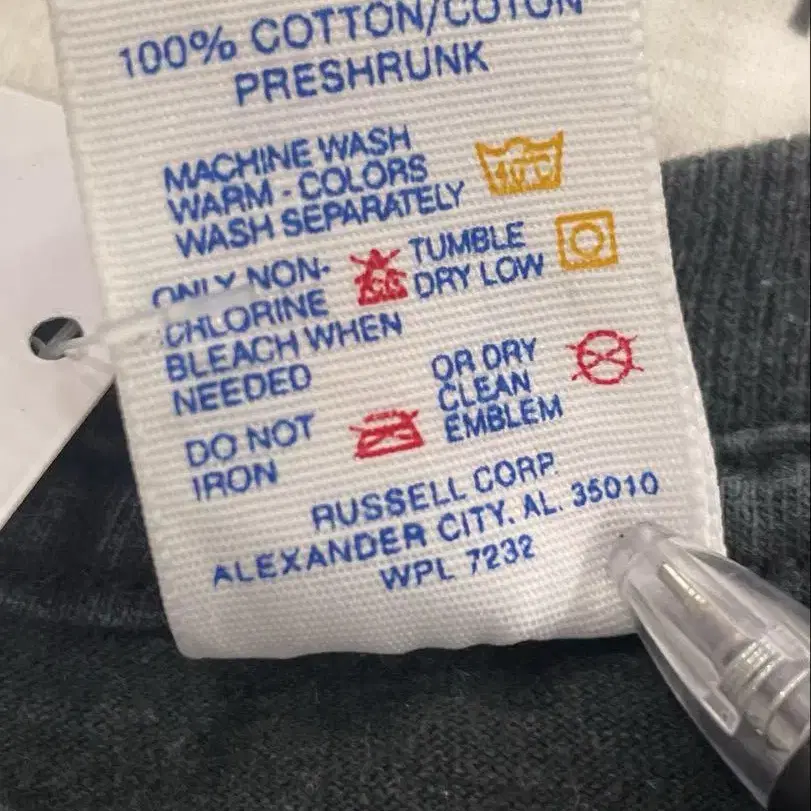 100% COTTON/COTON
PRESHRUNK
MACHINE WASH
WARM - COLORS
WASH SEPARATELY
ONLY NON-
CHLORINE
BLEACH WHEN
NEEDED
TUMBLE
DRY LOW
DO NOT
IRON
OR DRY
CLEAN
EMBLEM
RUSSELL CORP.
ALEXANDER CITY, AL. 35010
WPL 7232